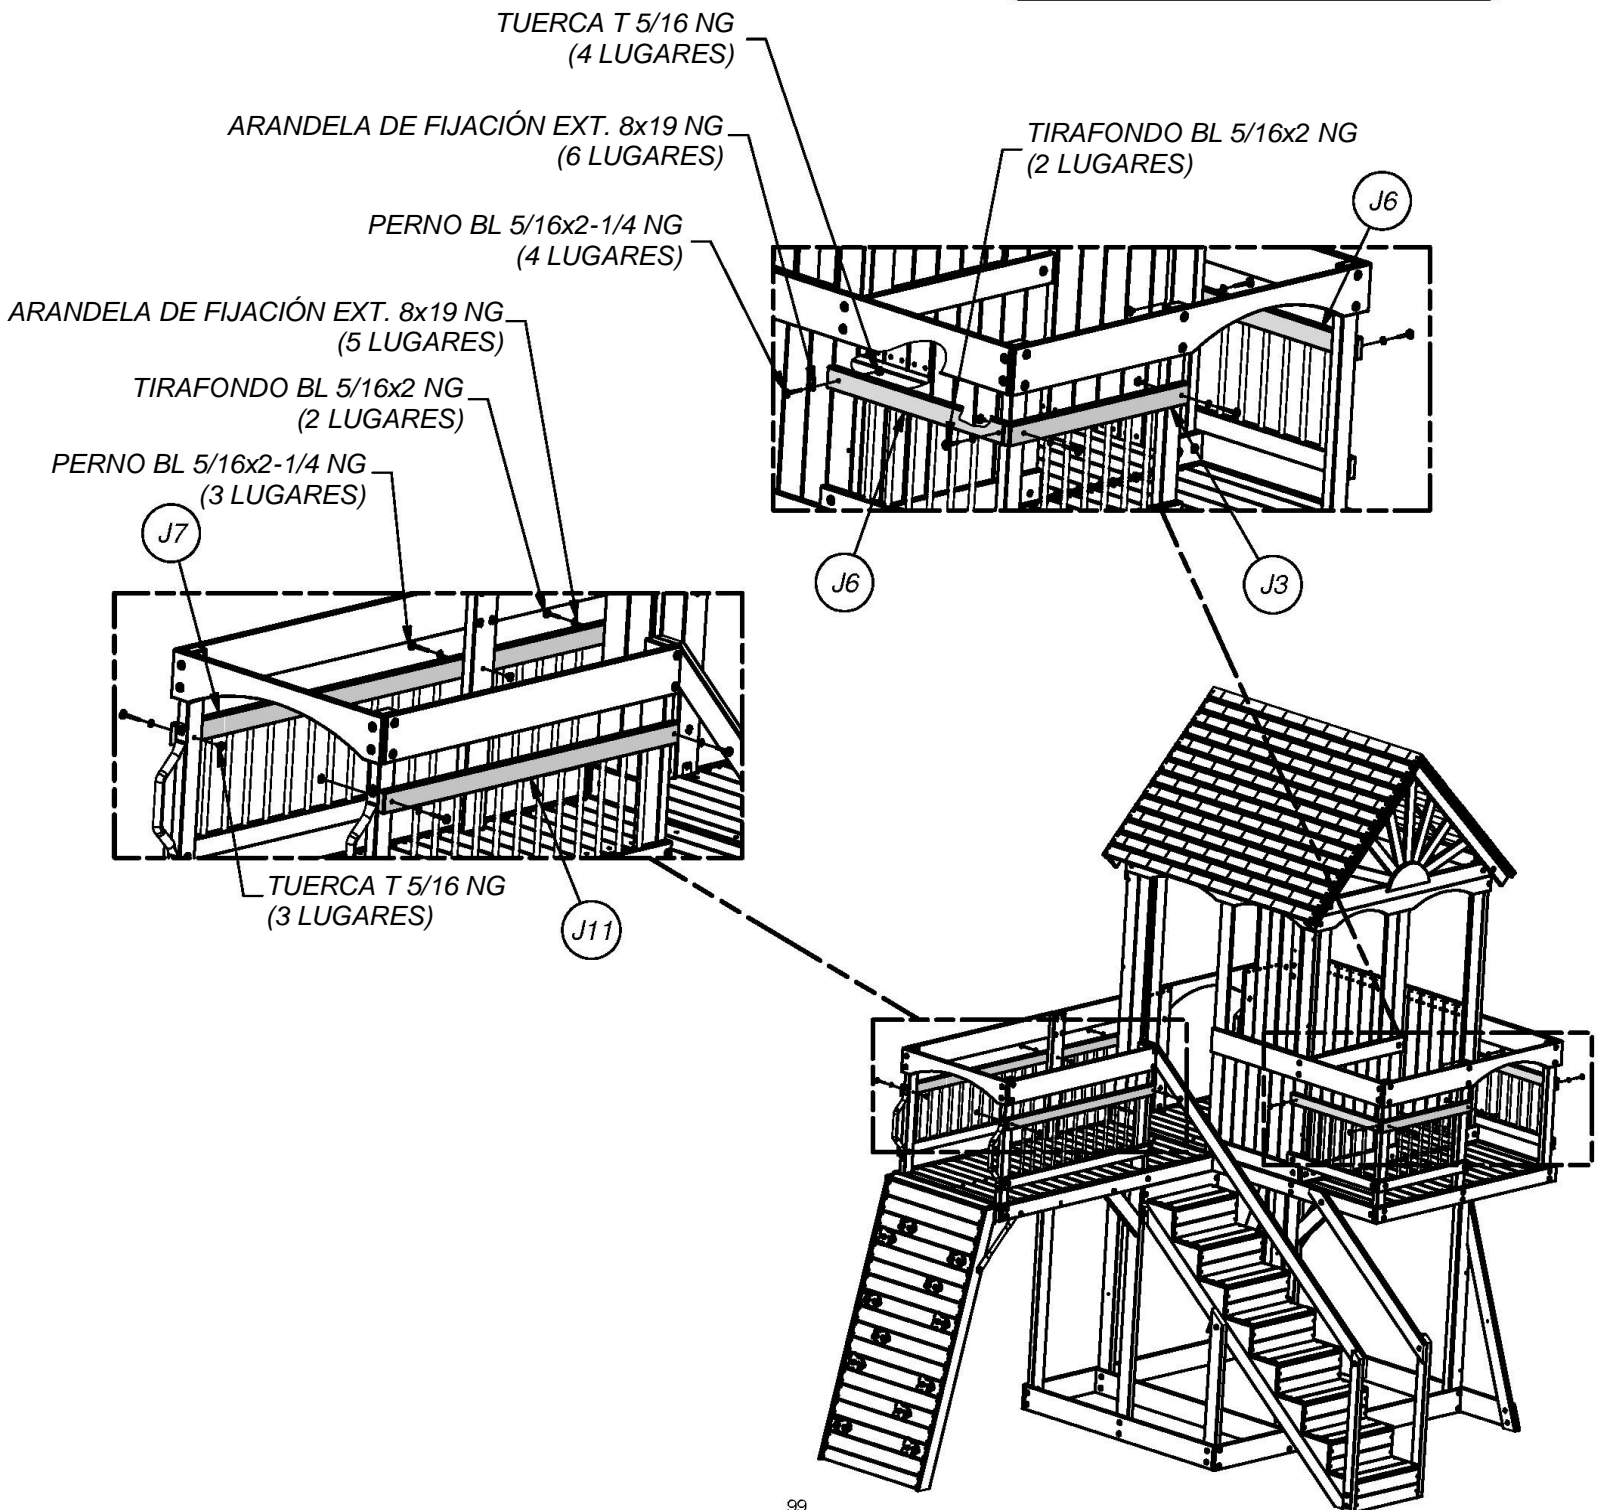 TUERCA T 5/16 NG
(4 LUGARES)
ARANDELA DE FIJACIÓN EXT. 8x19 NG
(6 LUGARES)
TIRAFONDO BL 5/16x2 NG
(2 LUGARES)
J6
PERNO BL 5/16x2-1/4 NG
(4 LUGARES)
ARANDELA DE FIJACIÓN EXT. 8x19 NG
(5 LUGARES)
TIRAFONDO BL 5/16x2 NG
(2 LUGARES)
PERNO BL 5/16x2-1/4 NG
(3 LUGARES)
J7
J6
J3
TUERCA T 5/16 NG
(3 LUGARES)
J11
99